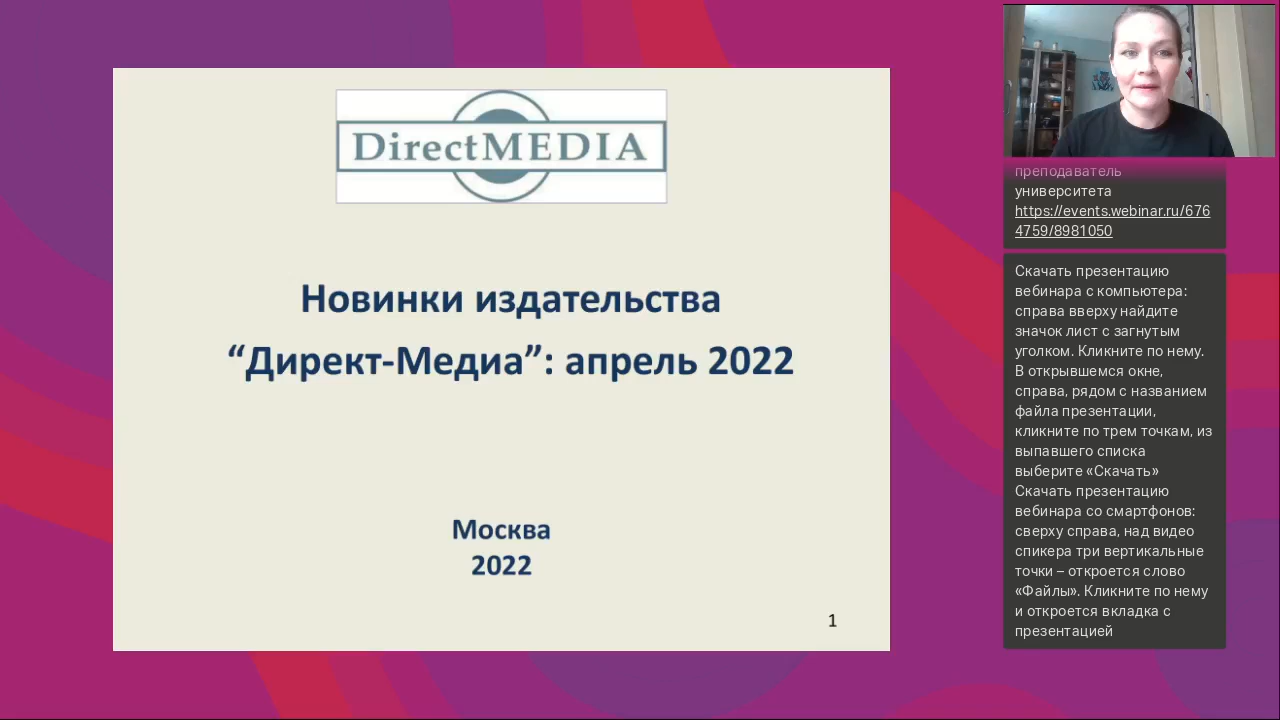 DirectMEDIA
Новинки издательства
“Директ-Медиа”: апрель 2022
Москва
2022
1
преподаватель
университета
https://events.webinar.ru/676
4759/8981050
Скачать презентацию
вебинара с компьютера:
справа вверху найдите
значок лист с загнутым
уголком. Кликните по нему.
В открывшемся окне,
справа, рядом с названием
файла презентации,
кликните по трем точкам, из
выпавшего списка
выберите «Скачать»
Скачать презентацию
вебинара со смартфонов:
сверху справа, над видео
спикера три вертикальные
точки – откроется слово
«Файлы». Кликните по нему
и откроется вкладка с
презентацией